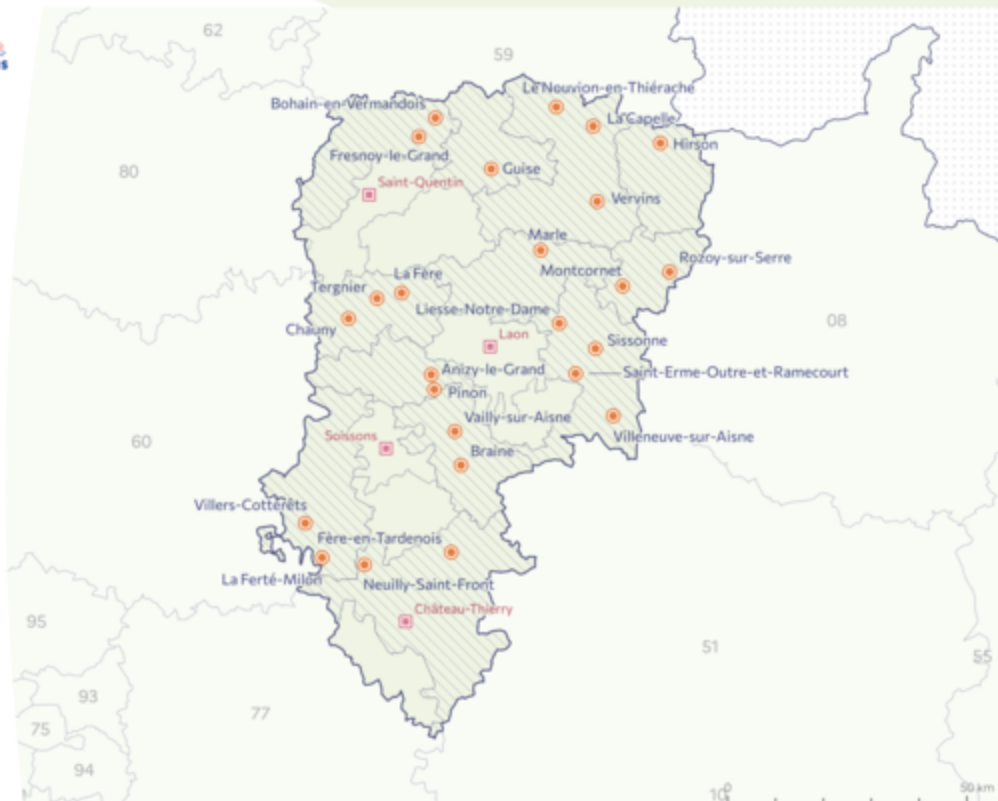 62
59
Le Nouvion-en-Thiérache
Bohain-en-Vermandois
La Capelle
Hirson
Fresnoy-le-Grand
Guise
80
Saint-Quentin
Vervins
Marle
Rozoy-sur-Serre
Montcornet
La Fère
Tergnier
Liesse-Notre-Dame
08
Chauny
Laon
Sissonne
Anizy-le-Grand
Saint-Erme-Outre-et-Ramecourt
Pinon
Vailly-sur-Aisne
Soissons
Villeneuve-sur-Aisne
60
Braine
Villers-Cotterêts
Fère-en-Tardenois
La Ferté-Milon
Neuilly-Saint-Front
Château-Thierry
95
51
55
93
77
75
94
10
50 km